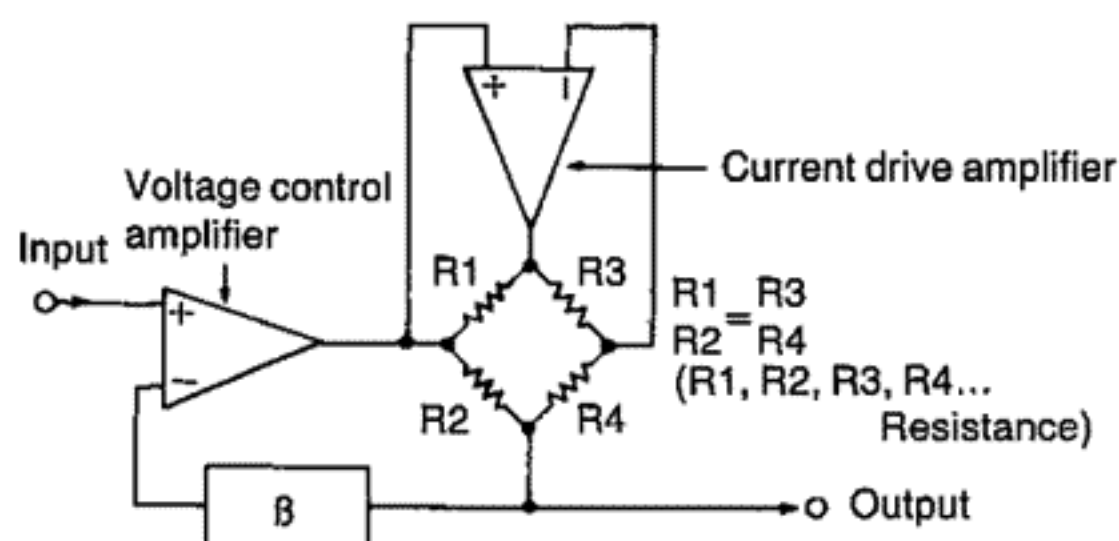 + −
Current drive amplifier
Voltage control
amplifier
Input
R1 R3
+
−
R1 = R3
R2 R4
(R1, R2, R3, R4...
Resistance)
R2 R4
β
Output